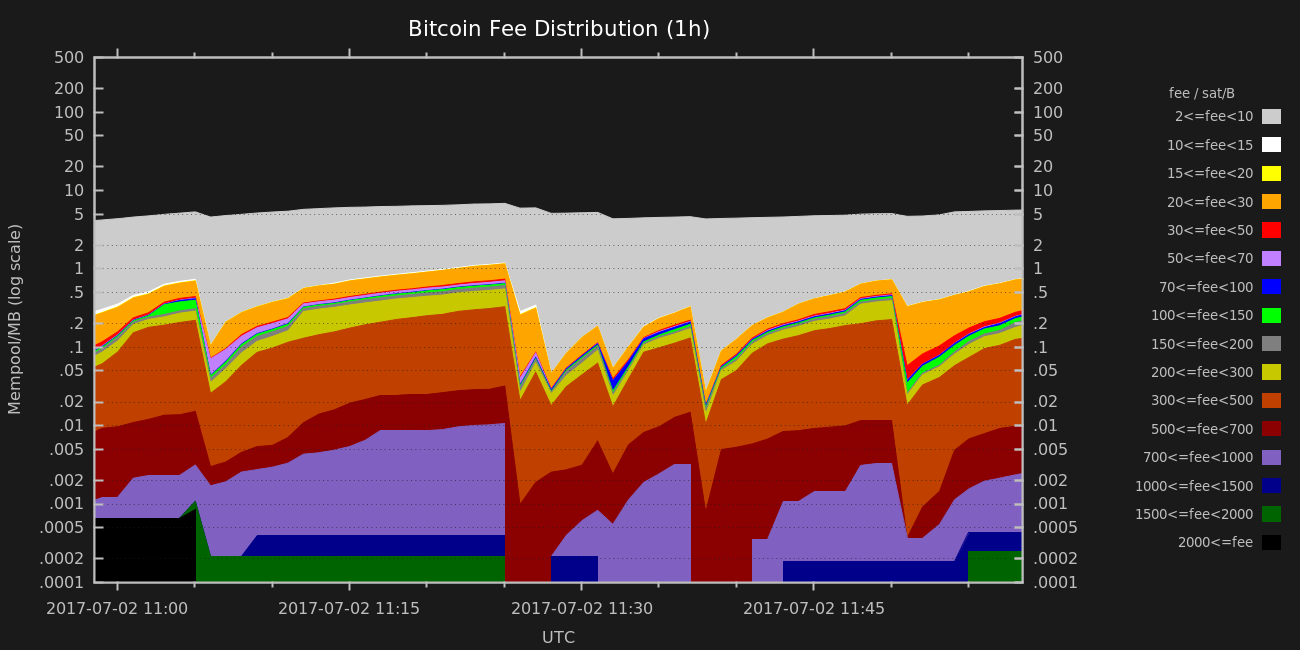 Bitcoin Fee Distribution (1h)
500 500
200 200
100 100
50 50
20 20
10 10
5 5
2 2
1 1
.5 .5
.2 .2
.1 .1
.05 .05
.02 .02
.01 .01
.005 .005
.002 .002
.001 .001
.0005 .0005
.0002 .0002
.0001 .0001
Mempool/MB (log scale)
2017-07-02 11:00 2017-07-02 11:15 2017-07-02 11:30 2017-07-02 11:45
UTC
fee / sat/B
2<=fee<10
10<=fee<15
15<=fee<20
20<=fee<30
30<=fee<50
50<=fee<70
70<=fee<100
100<=fee<150
150<=fee<200
200<=fee<300
300<=fee<500
500<=fee<700
700<=fee<1000
1000<=fee<1500
1500<=fee<2000
2000<=fee